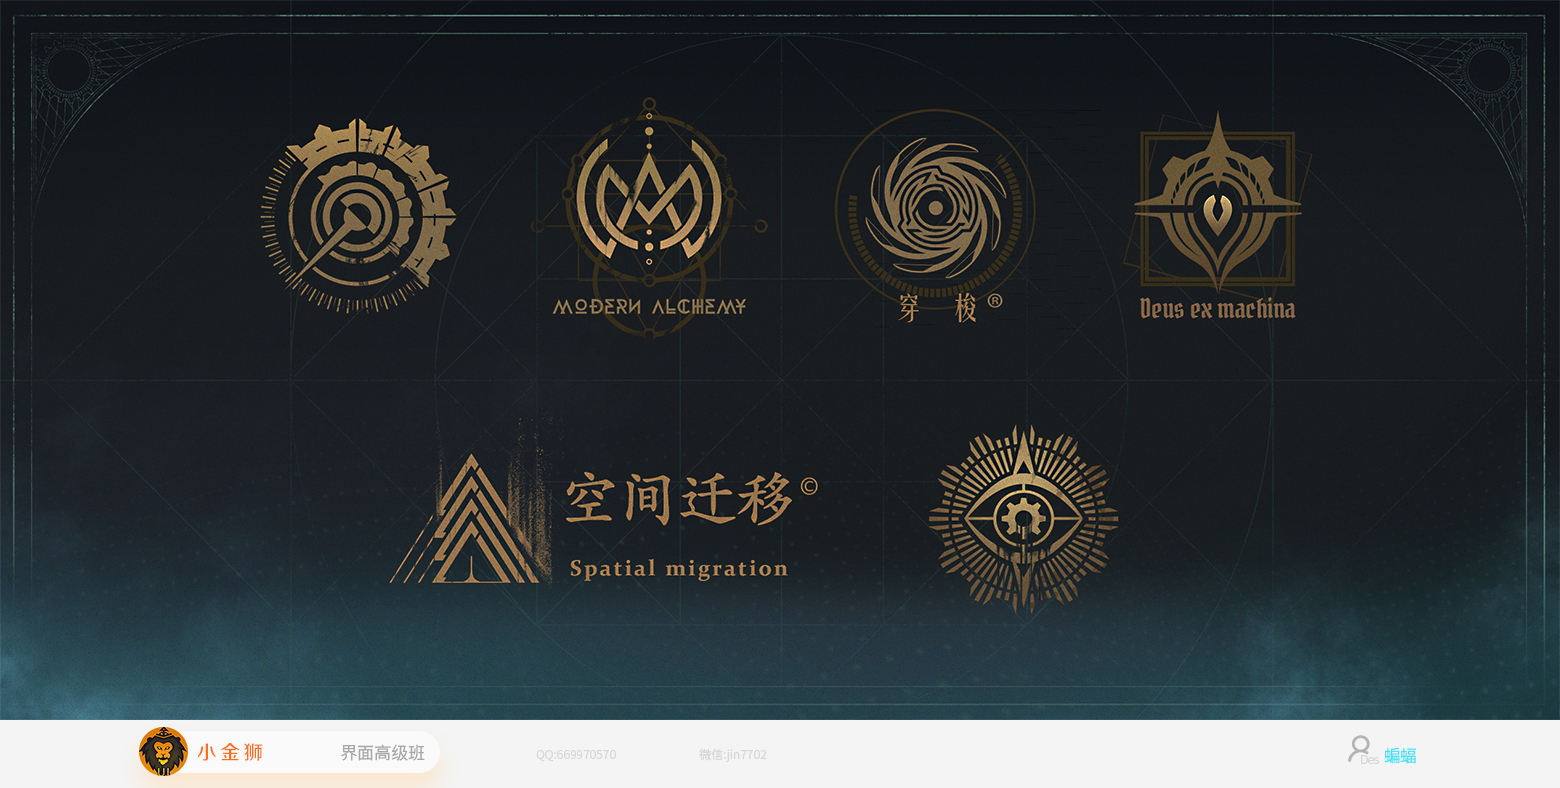 MODERN ALCHEMY
穿 梭 ®
Deus ex machina
空间迁移©
Spatial migration
小金狮
界面高级班
QQ:669970570
微信:jin7702
Des 蝙蝠